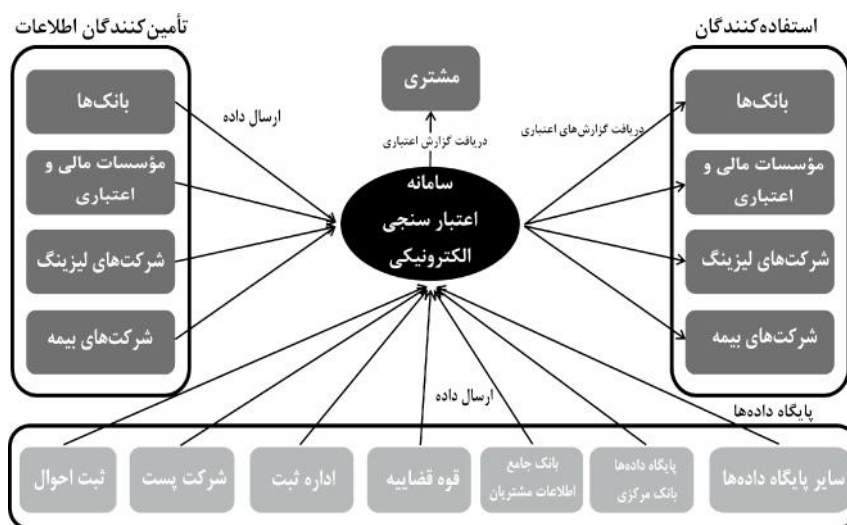 استفاده‌کنندگان
تأمین‌کنندگان اطلاعات
مشتری
بانک‌ها
بانک‌ها
ارسال داده
دریافت گزارش‌های اعتباری
دریافت گزارش اعتباری
مؤسسات مالی و
اعتباری
سامانه
اعتبار سنجی
الکترونیکی
مؤسسات مالی و
اعتباری
شرکت‌های لیزینگ
شرکت‌های لیزینگ
شرکت‌های بیمه
شرکت‌های بیمه
ارسال داده
پایگاه داده‌ها
سایر پایگاه داده‌ها
پایگاه داده‌ها
بانک مرکزی
بانک جامع
اطلاعات مشتریان
قوه قضاییه
اداره ثبت
شرکت پست
ثبت احوال